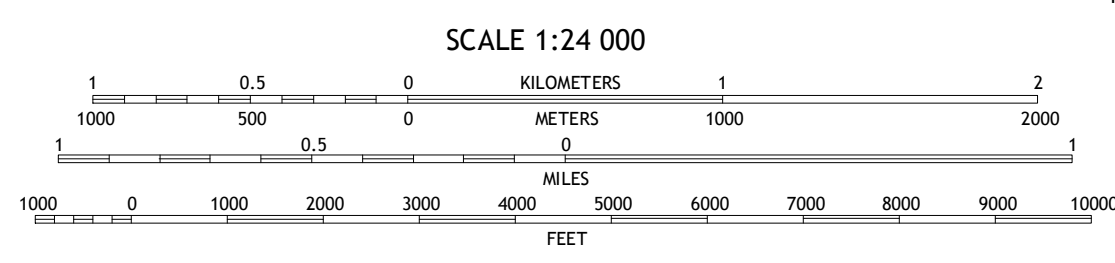 SCALE 1:24 000
1 0.5 0 KILOMETERS 1 2
1000 500 0 METERS 1000 2000
1 0.5 0 1
MILES
1000 0 1000 2000 3000 4000 5000 6000 7000 8000 9000 10000
FEET